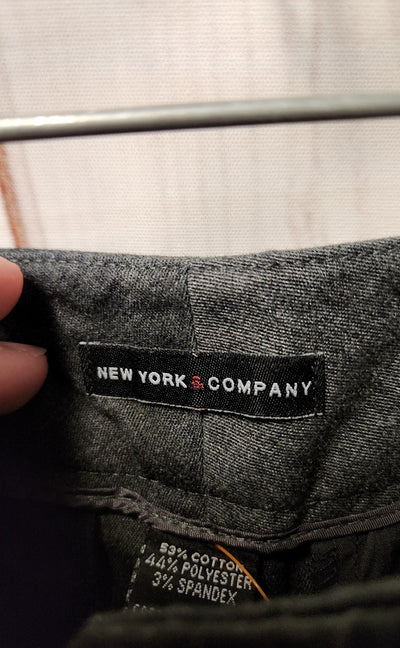 NEW YORK & COMPANY
53% COTTON
44% POLYESTER
3% SPANDEX